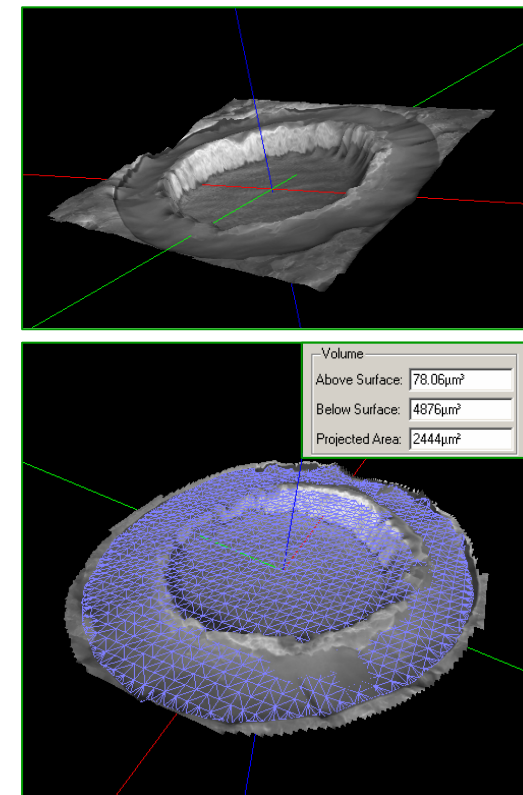 Volume
Above Surface: 78.06µm³
Below Surface: 4876µm³
Projected Area: 2444µm²